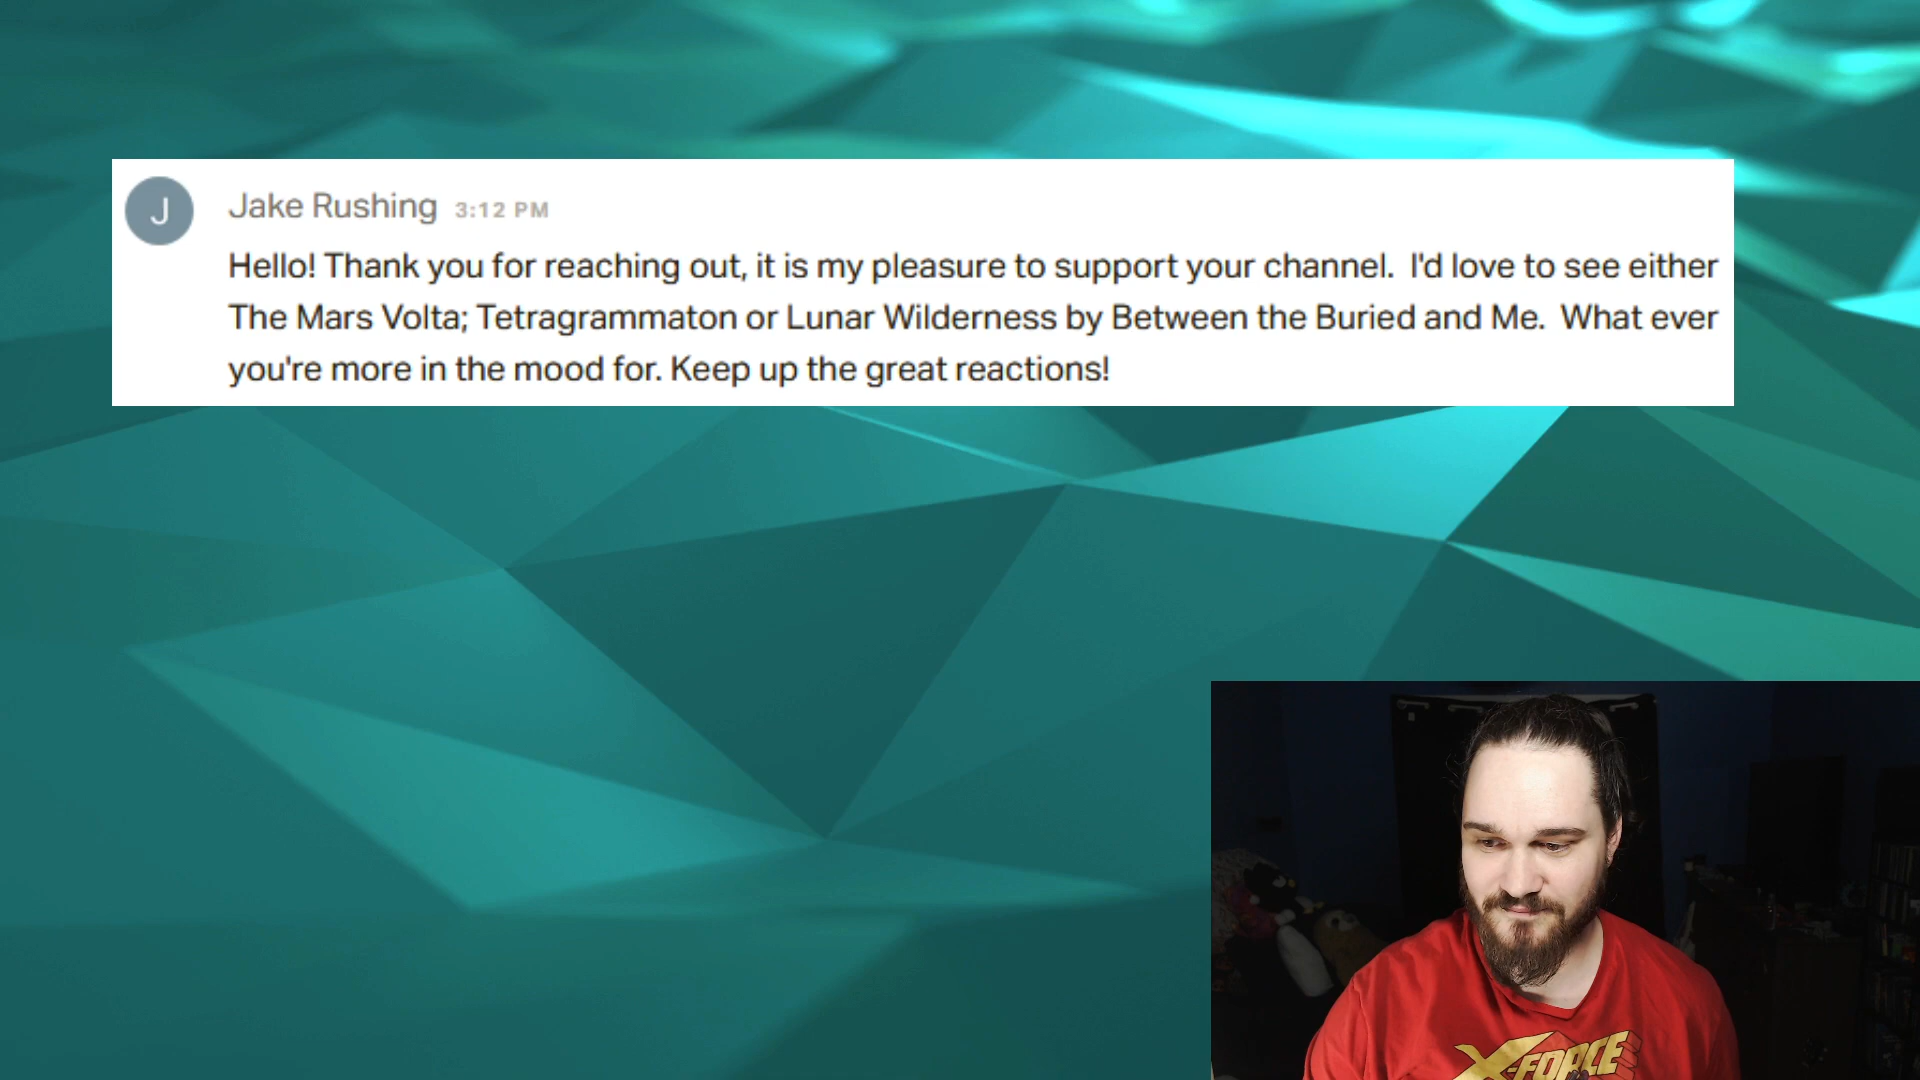 J
Jake Rushing 3:12 PM
Hello! Thank you for reaching out, it is my pleasure to support your channel.  I'd love to see either
The Mars Volta; Tetragrammaton or Lunar Wilderness by Between the Buried and Me.  What ever
you're more in the mood for. Keep up the great reactions!
X-FORCE